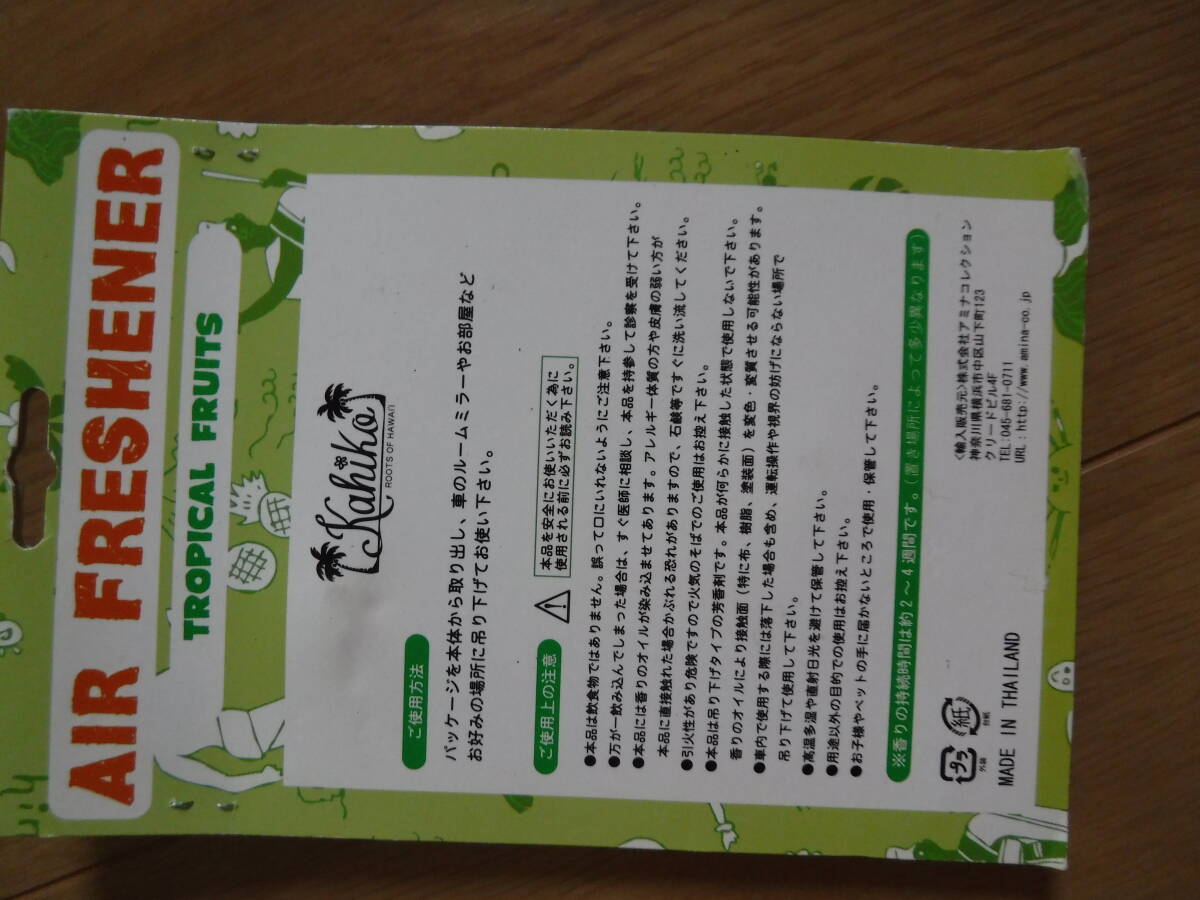 AIR FRESHENER
TROPICAL FRUITS
Kahiko
ROOTS OF HAWAII
ご使用方法
パッケージを本体から取り出し、車のルームミラーやお部屋など
お好みの場所に吊り下げてお使い下さい。
ご使用上の注意
本品を安全にお使いいただく為に
使用される前に必ずお読み下さい。
●本品は飲食物ではありません。誤って口にいれないようにご注意下さい。
●万が一飲み込んでしまった場合は、すぐ医師に相談し、本品を持参して診察を受けて下さい。
●本品には香りのオイルが染み込ませてあります。アレルギー体質の方や皮膚の弱い方が
本品に直接触れた場合かぶれる恐れがありますので、石鹸等ですぐに洗い流してください。
●引火性があり危険ですので火気のそばでのご使用はお控え下さい。
●本品は吊り下げタイプの芳香剤です。本品が何らかに接触した状態で使用しないで下さい。
香りのオイルにより接触面（特に布、樹脂、塗装面）を変色・変質させる可能性があります。
●車内で使用する際には落下した場合も含め、運転操作や視界の妨げにならない場所で
吊り下げて使用して下さい。
●高温多湿や直射日光を避けて保管して下さい。
●用途以外の目的での使用はお控え下さい。
●お子様やペットの手に届かないところで使用・保管して下さい。
※香りの持続時間は約2～4週間です。（置き場所によって多少異なります）
プラ
外袋
紙
台紙
MADE IN THAILAND
〈輸入販売元〉株式会社アミナコレクション
神奈川県横浜市中区山下町123
クリードビル4F
TEL:045-681-0711
URL:http://www.amina-co.jp